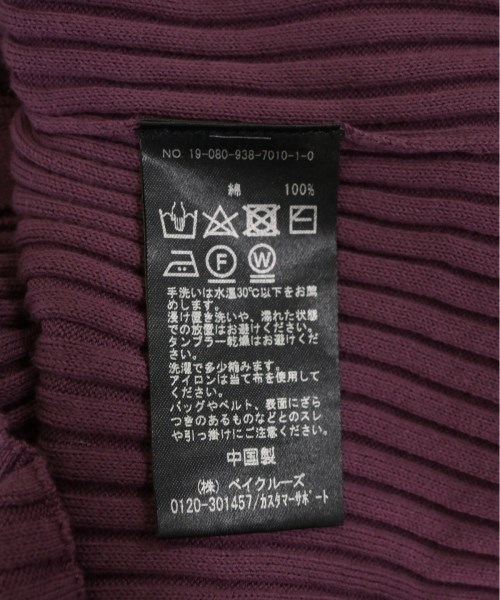 NO 19-080-938-7010-1-0
綿 100%
F W
手洗いは水温30℃以下をお薦
めします。
浸け置き洗いや、濡れた状態
での放置はお避けください。
タンブラー乾燥はお避けくださ
い。
洗濯で多少縮みます。
アイロンは当て布を使用して
ください。
バッグやベルト、表面にざら
つきのあるものなどとのスレ
や引っ掛けにご注意ください。
中国製
(株) ベイクルーズ
0120-301457/カスタマーサポート